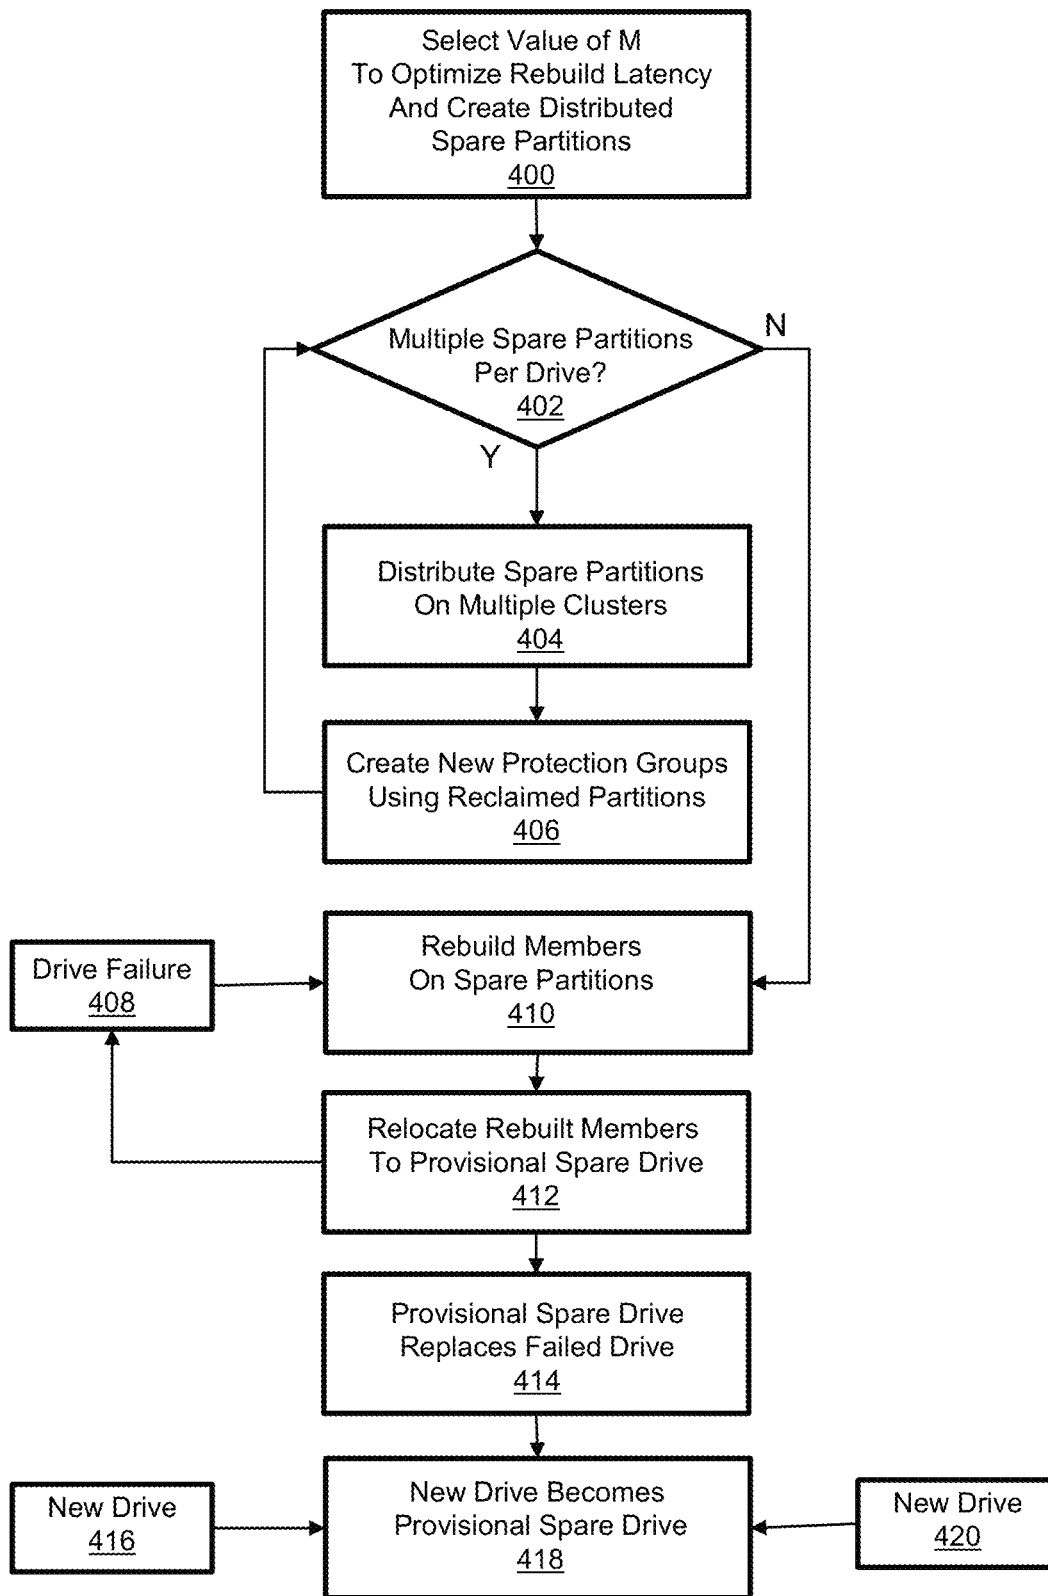 Select Value of M
To Optimize Rebuild Latency
And Create Distributed
Spare Partitions
400
N
Multiple Spare Partitions
Per Drive?
402
Y
Distribute Spare Partitions
On Multiple Clusters
404
Create New Protection Groups
Using Reclaimed Partitions
406
Drive Failure
408
Rebuild Members
On Spare Partitions
410
Relocate Rebuilt Members
To Provisional Spare Drive
412
Provisional Spare Drive
Replaces Failed Drive
414
New Drive
416
New Drive Becomes
Provisional Spare Drive
418
New Drive
420